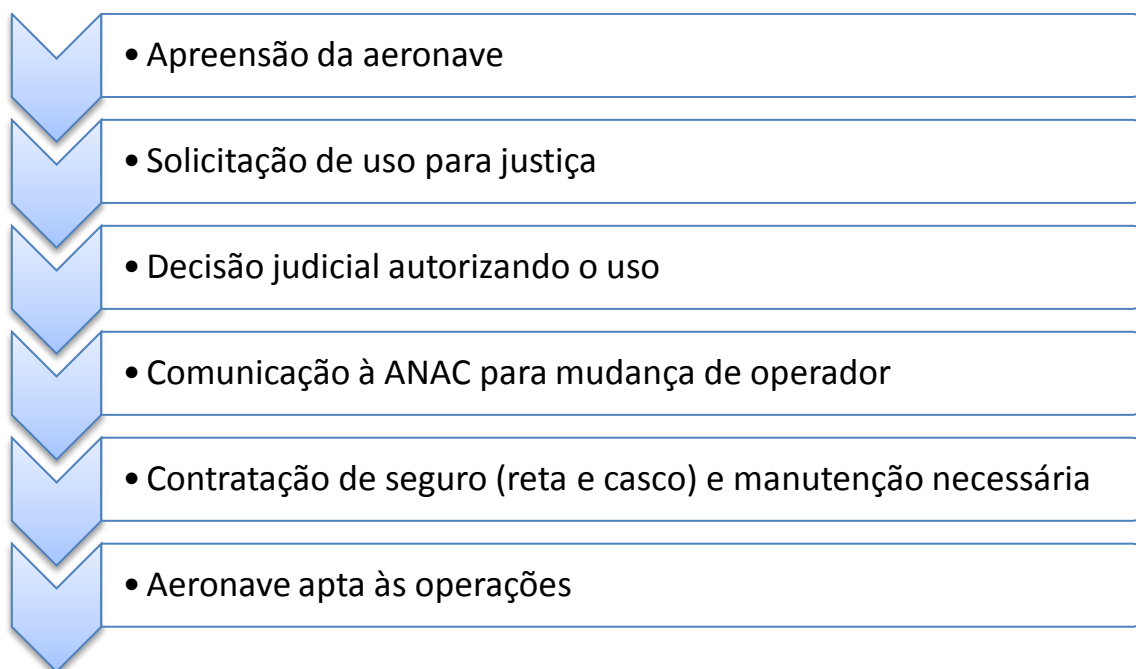 • Apreensão da aeronave
• Solicitação de uso para justiça
• Decisão judicial autorizando o uso
• Comunicação à ANAC para mudança de operador
• Contratação de seguro (reta e casco) e manutenção necessária
• Aeronave apta às operações